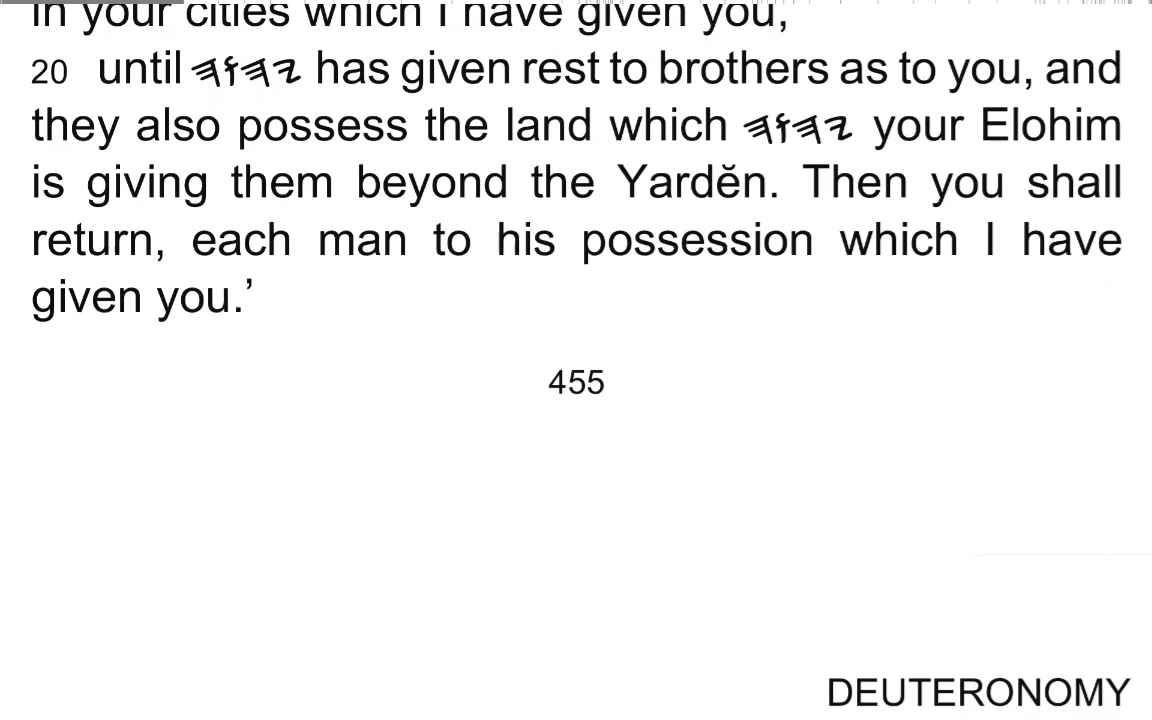 in your cities which I have given you,
20 until 𐤉𐤄𐤅𐤄 has given rest to brothers as to you, and
they also possess the land which 𐤉𐤄𐤅𐤄 your Elohim
is giving them beyond the Yardĕn. Then you shall
return, each man to his possession which I have
given you.’
455
DEUTERONOMY